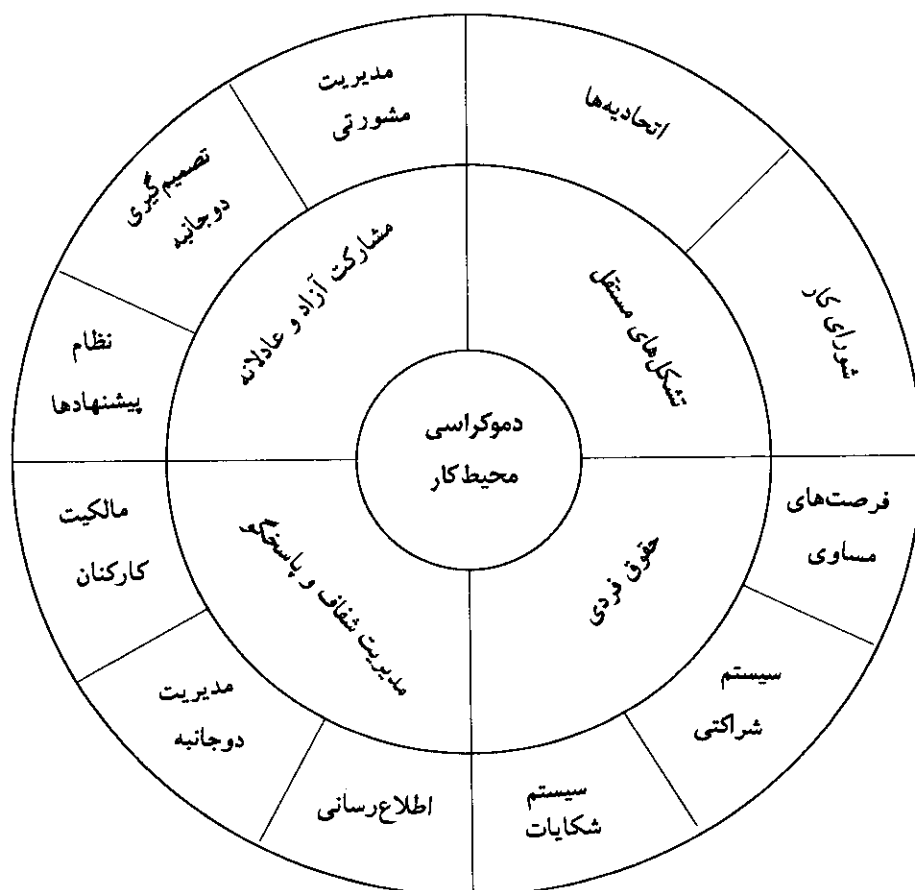 دموکراسی
محیط‌کار
مشارکت آزاد و عادلانه
تشکل‌های مستقل
حقوق فردی
مدیریت شفاف و پاسخگو
مدیریت
مشورتی
تصمیم‌گیری
دوجانبه
نظام
پیشنهادها
اتحادیه‌ها
شورای کار
فرصت‌های
مساوی
سیستم
شراکتی
سیستم
شکایات
اطلاع‌رسانی
مدیریت
دوجانبه
مالکیت
کارکنان